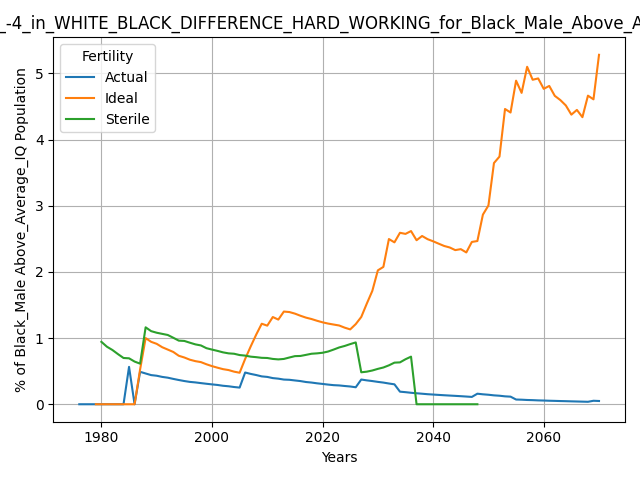 _-4_in_WHITE_BLACK_DIFFERENCE_HARD_WORKING_for_Black_Male_Above_A
Fertility
Actual
Ideal
Sterile
% of Black_Male Above_Average_IQ Population
5
4
3
2
1
0
1980 2000 2020 2040 2060
Years